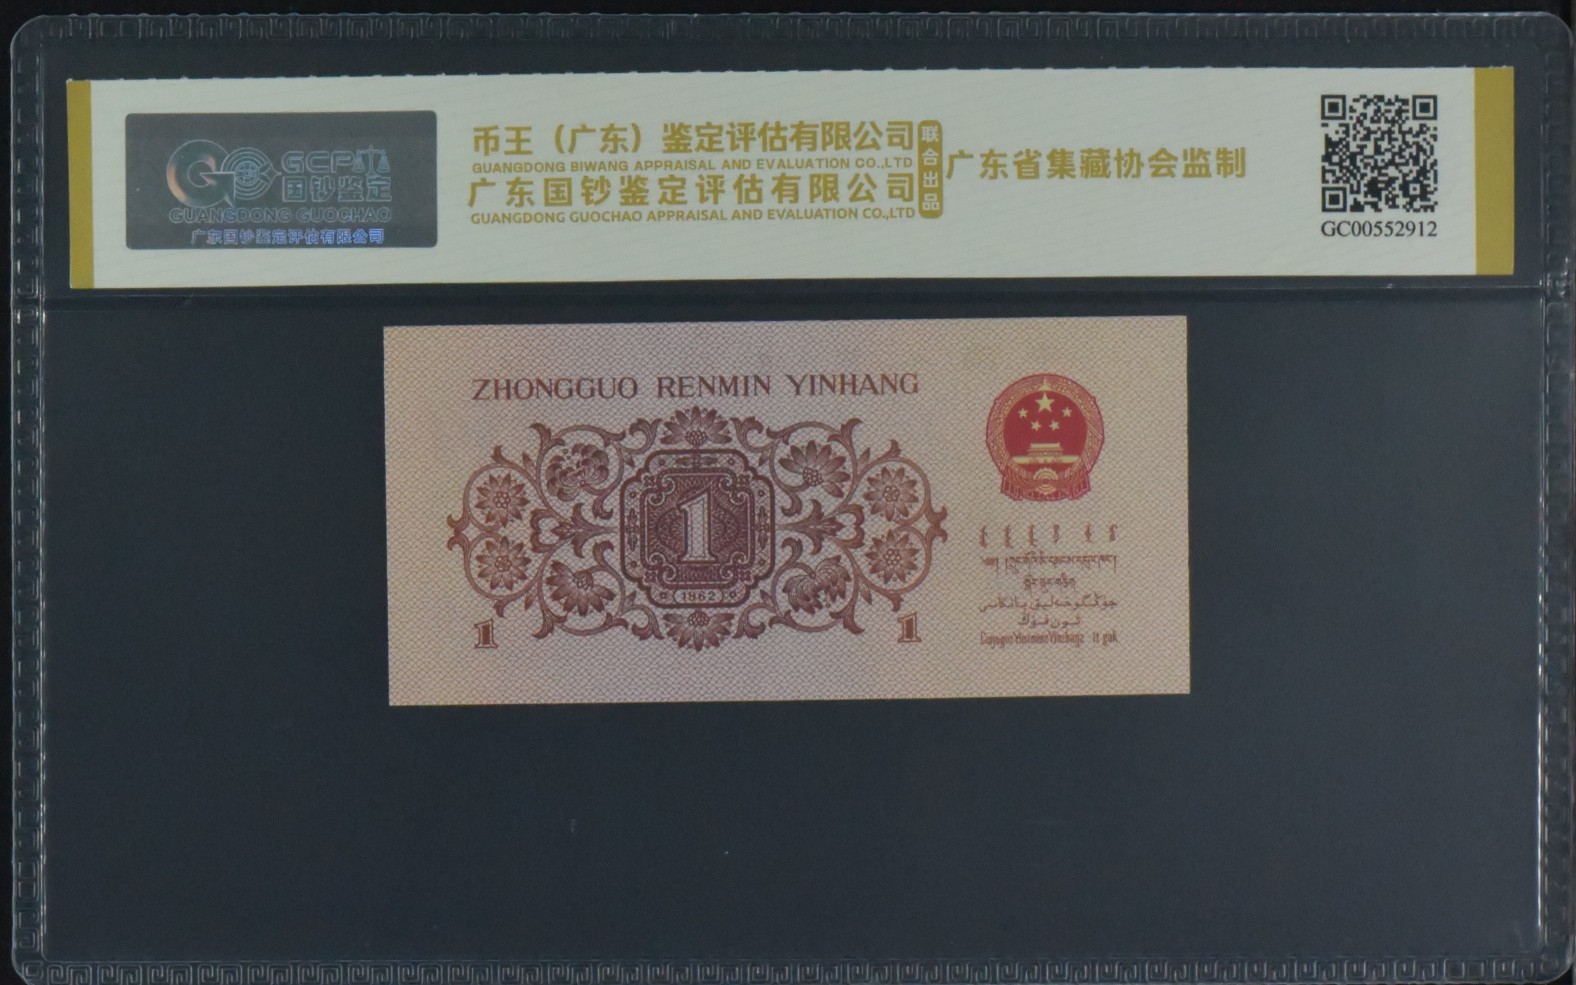 GCP
国钞鉴定
GUANGDONG GUOCHAO
广东国钞鉴定评估有限公司
币王（广东）鉴定评估有限公司
GUANGDONG BIWANG APPRAISAL AND EVALUATION CO.,LTD
广东国钞鉴定评估有限公司
GUANGDONG GUOCHAO APPRAISAL AND EVALUATION CO.,LTD
联合出品
广东省集藏协会监制
GC00552912
ZHONGGUO RENMIN YINHANG
1
1962
1
1